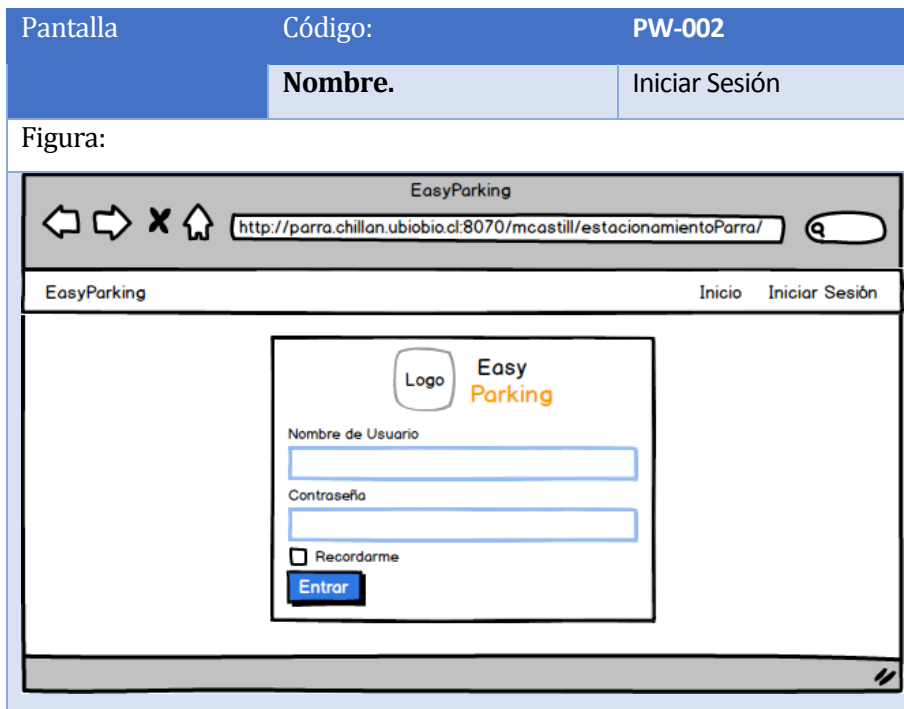 Pantalla Código: PW-002
Nombre. Iniciar Sesión
Figura:
EasyParking
http://parra.chillan.ubiobio.cl:8070/mcastill/estacionamientoParra/
EasyParking Inicio Iniciar Sesión
Logo
Easy
Parking
Nombre de Usuario
Contraseña
Recordarme
Entrar